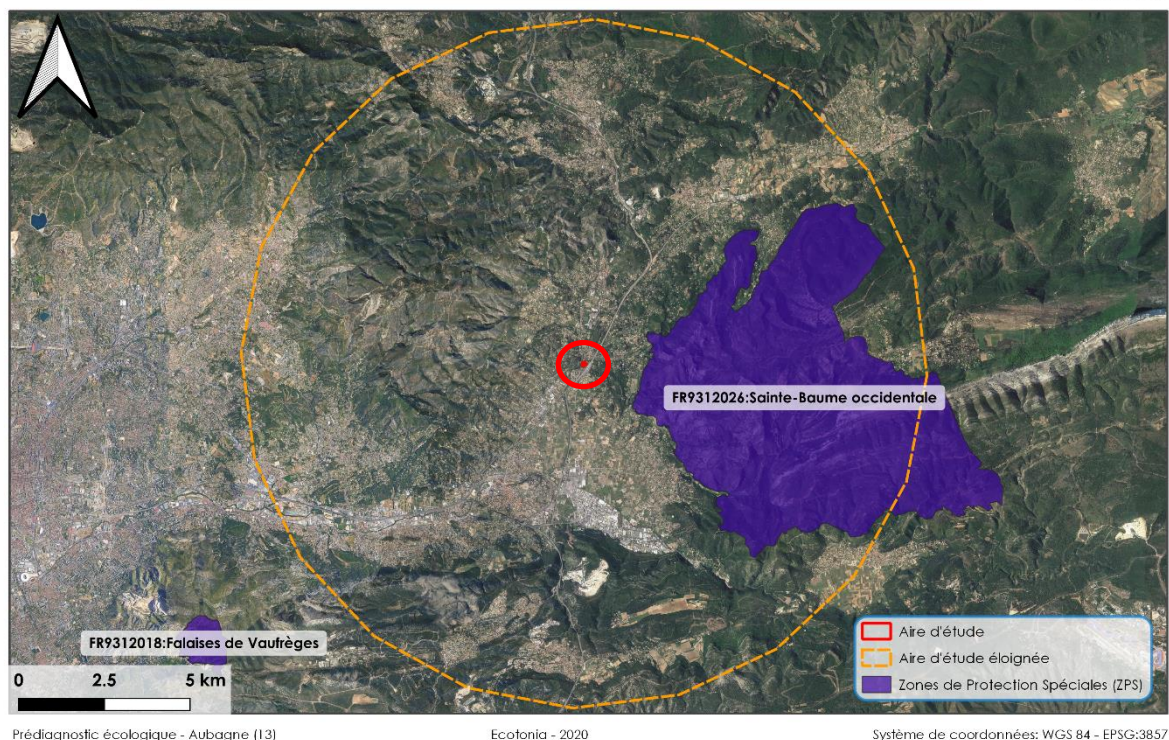 FR9312026:Sainte-Baume occidentale
FR9312018:Falaises de Vaufrèges
0 2.5 5 km
Aire d'étude
Aire d'étude éloignée
Zones de Protection Spéciales (ZPS)
Prédiagnostic écologique - Aubagne (13) Ecotonia - 2020 Système de coordonnées: WGS 84 - EPSG:3857